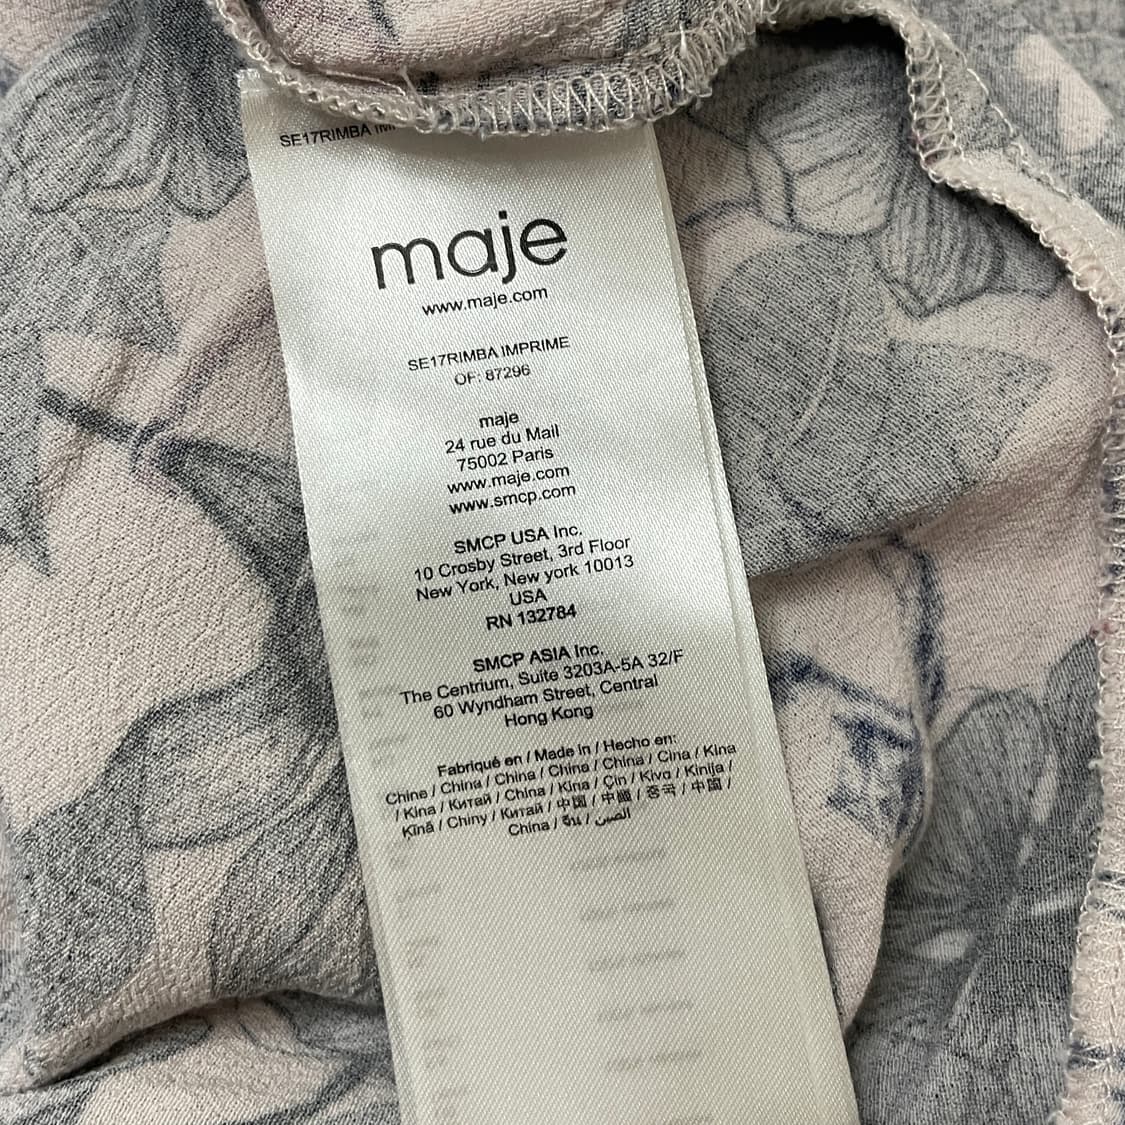 SE17RIMBA IM
maje
www.maje.com
SE17RIMBA IMPRIME
OF: 87296
maje
24 rue du Mail
75002 Paris
www.maje.com
www.smcp.com
SMCP USA Inc.
10 Crosby Street, 3rd Floor
New York, New york 10013
USA
RN 132784
SMCP ASIA Inc.
The Centrium, Suite 3203A-5A 32/F
60 Wyndham Street, Central
Hong Kong
Fabriqué en / Made in / Hecho en:
Chine / China / China / China / China / Cina / Kina
/ Kina / Китай / China / Kina / Çin / Kιvα / Kinija /
Ķīnā / Chiny / Китай / 中国 / 中國 / 중국 / 中国 /
China / จีน / الصين